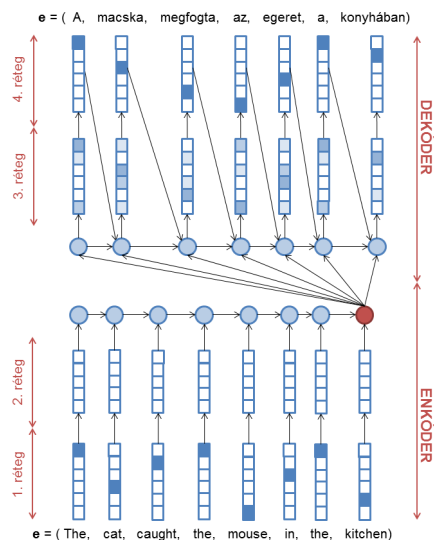 e = ( A, macska, megfogta, az, egeret, a, konyhában)
4. réteg
3. réteg
DEKÓDER
2. réteg
1. réteg
ENKÓDER
e = ( The, cat, caught, the, mouse, in, the, kitchen)